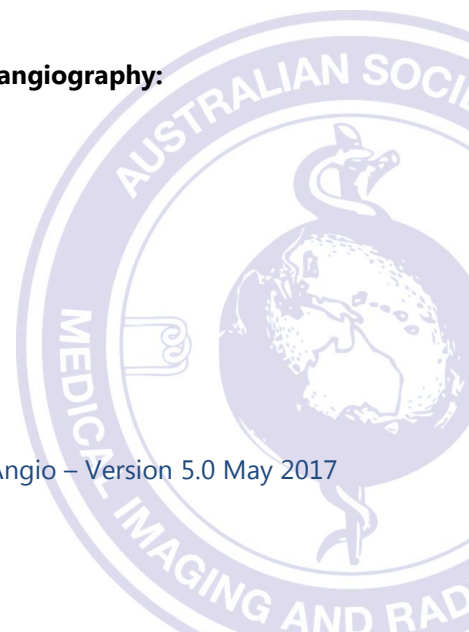 angiography:
AUSTRALIAN SOCI
MEDICAL IMAGING AND RAD
Angio – Version 5.0 May 2017